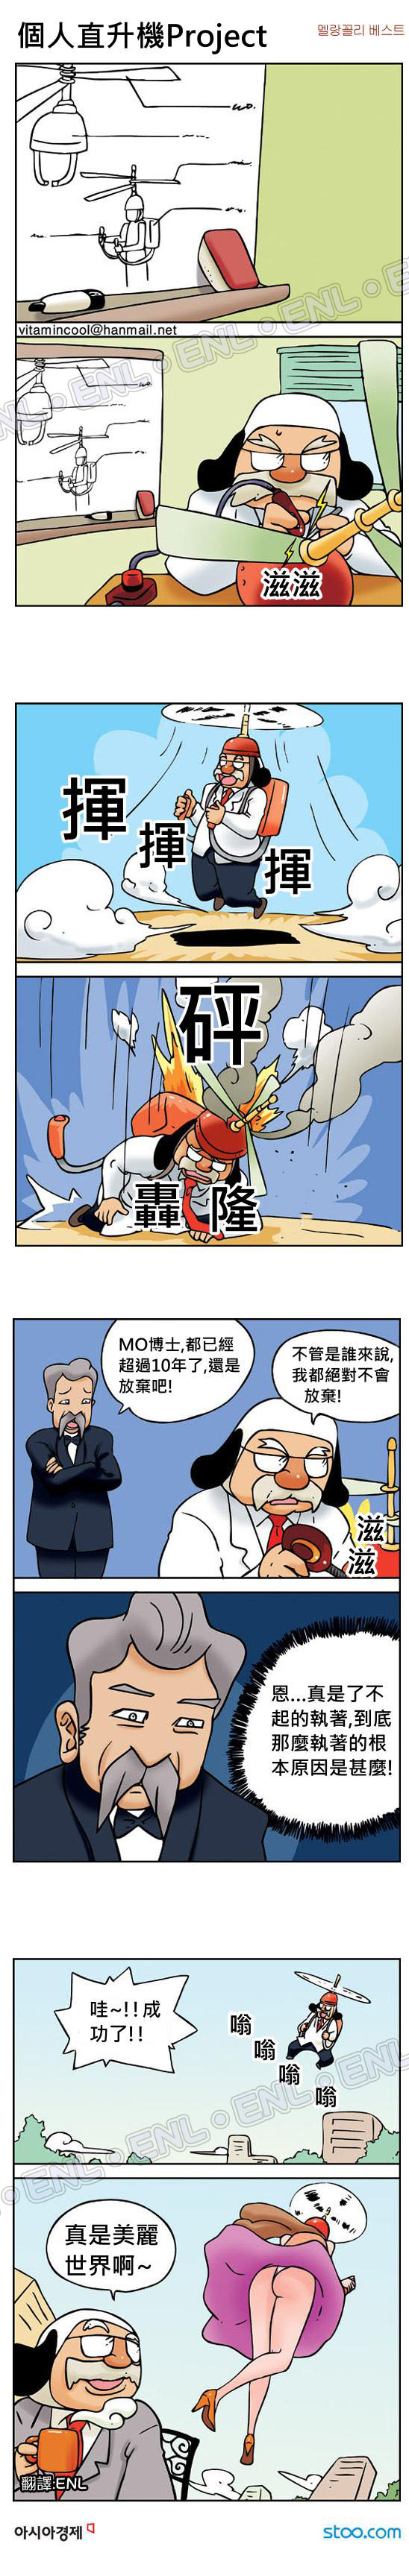 個人直升機Project
멜랑꼴리 베스트
vitamincool@hanmail.net
ENL
滋滋
揮
揮
揮
砰
轟 隆
MO博士,都已經
超過10年了,還是
放棄吧!
不管是誰來說,
我都絕對不會
放棄!
滋
滋
恩...真是了不
起的執著,到底
那麼執著的根
本原因是甚麼!
哇~!!成
功了!!
嗡
嗡
嗡
嗡
ENL
真是美麗
世界啊~
翻譯:ENL
아시아경제
stoo.com